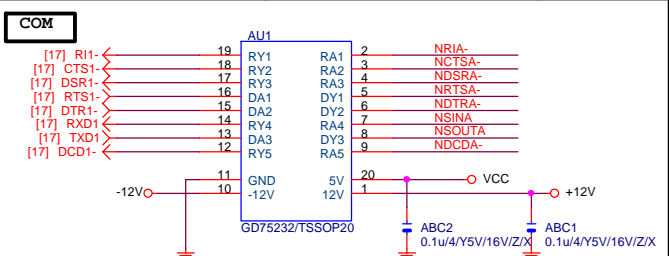 COM
AU1
[17] RI1- 19 RY1 RA1 2 NRIA-
[17] CTS1- 18 RY2 RA2 3 NCTSA-
[17] DSR1- 17 RY3 RA3 4 NDSRA-
[17] RTS1- 16 DA1 DY1 5 NRTSA-
[17] DTR1- 15 DA2 DY2 6 NDTRA-
[17] RXD1 14 RY4 RA4 7 NSINA
[17] TXD1 13 DA3 DY3 8 NSOUTA
[17] DCD1- 12 RY5 RA5 9 NDCDA-
11 GND 5V 20 VCC
-12V 10 -12V 12V 1 +12V
GD75232/TSSOP20
ABC2
0.1u/4/Y5V/16V/Z/X
ABC1
0.1u/4/Y5V/16V/Z/X